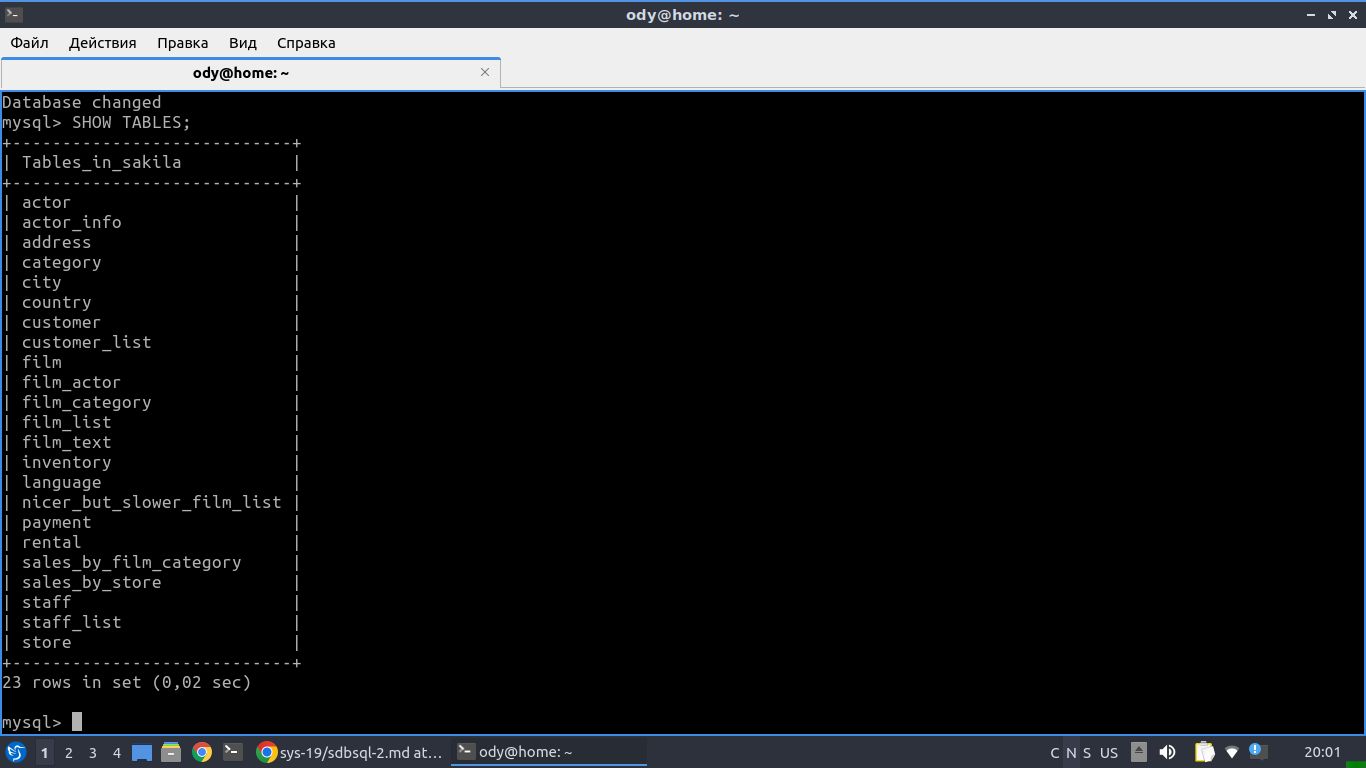 ody@home: ~
Файл Действия Правка Вид Справка
ody@home: ~
Database changed
mysql> SHOW TABLES;
+----------------------------+
| Tables_in_sakila           |
+----------------------------+
| actor                      |
| actor_info                 |
| address                    |
| category                   |
| city                       |
| country                    |
| customer                   |
| customer_list              |
| film                       |
| film_actor                 |
| film_category              |
| film_list                  |
| film_text                  |
| inventory                  |
| language                   |
| nicer_but_slower_film_list |
| payment                    |
| rental                     |
| sales_by_film_category     |
| sales_by_store             |
| staff                      |
| staff_list                 |
| store                      |
+----------------------------+
23 rows in set (0,02 sec)
mysql>
1 2 3 4 sys-19/sdbsql-2.md at... ody@home: ~ C N S US 20:01